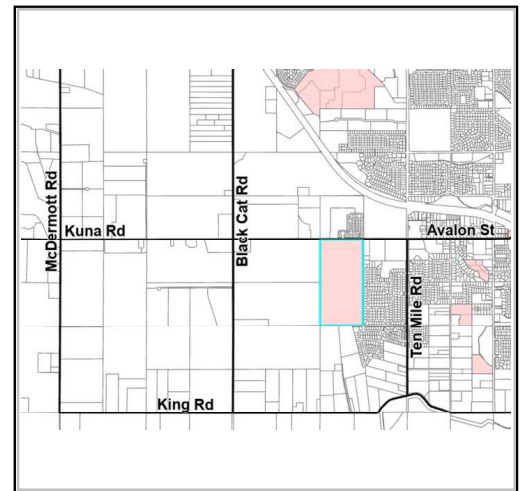 McDermott Rd
Kuna Rd
Black Cat Rd
Avalon St
Ten Mile Rd
King Rd